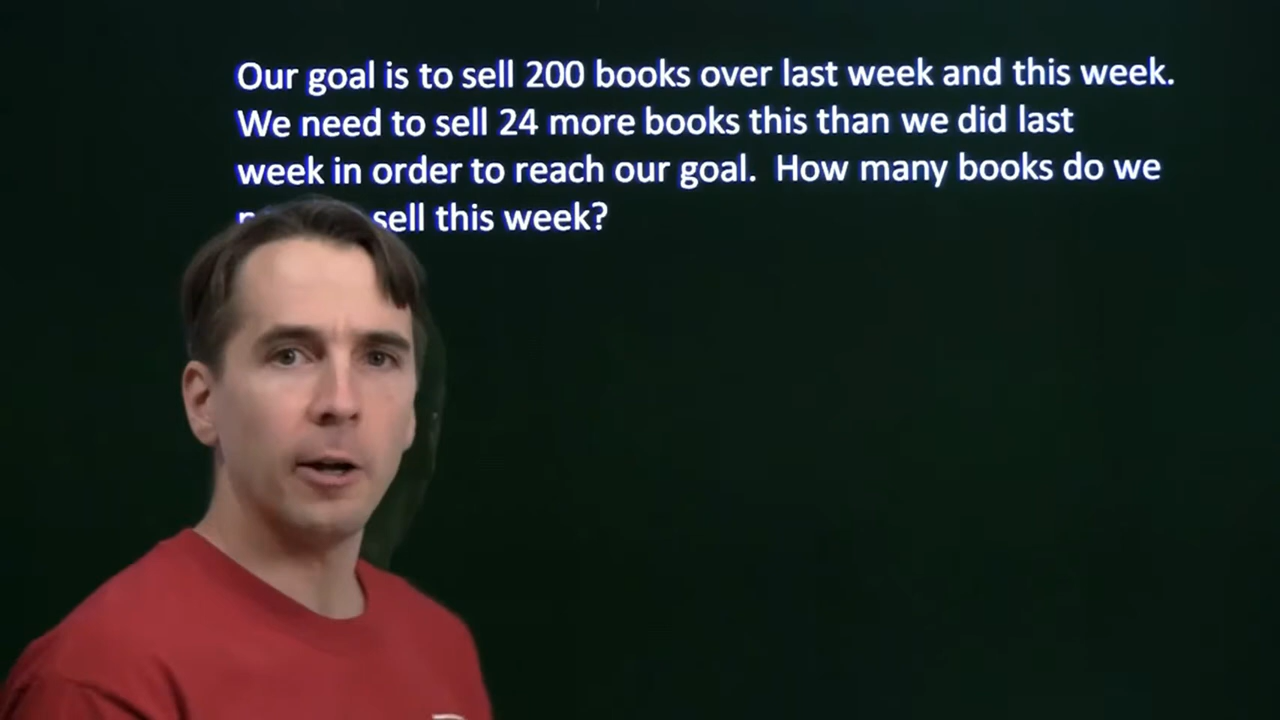 Our goal is to sell 200 books over last week and this week.
We need to sell 24 more books this than we did last
week in order to reach our goal.  How many books do we
sell this week?